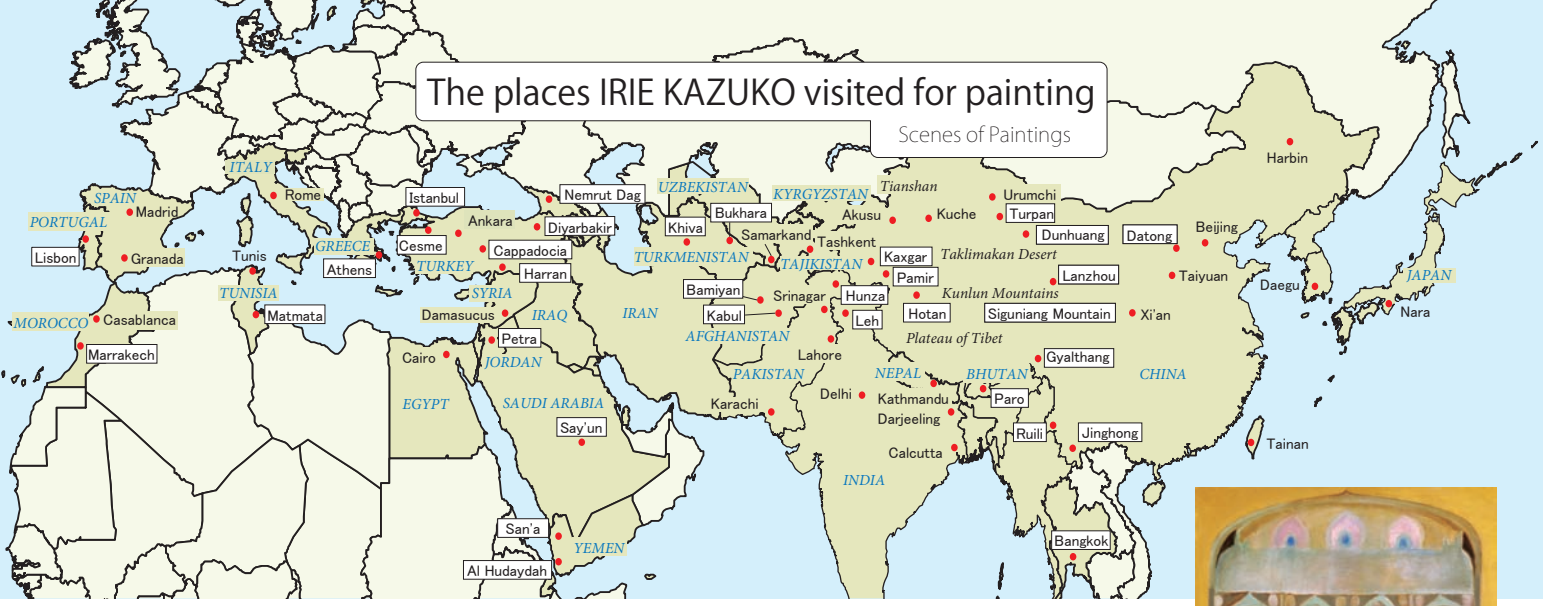 The places IRIE KAZUKO visited for painting
Scenes of Paintings
Harbin
ITALY
Rome
SPAIN
Madrid
PORTUGAL
Lisbon
Granada
Istanbul
Nemrut Dag
Ankara
Diyarbakir
Cesme
Cappadocia
GREECE
Athens
TURKEY
Harran
Tunis
TUNISIA
Matmata
MOROCCO
Casablanca
Marrakech
SYRIA
Damasucus
IRAQ
Petra
JORDAN
Cairo
EGYPT
SAUDI ARABIA
Say'un
San'a
YEMEN
Al Hudaydah
IRAN
UZBEKISTAN
KYRGYZSTAN
Tianshan
Urumchi
Bukhara
Khiva
Samarkand
Akusu
Kuche
Turpan
Tashkent
Dunhuang
Datong
Beijing
TURKMENISTAN
TAJIKISTAN
Kaxgar
Taklimakan Desert
Pamir
Lanzhou
Taiyuan
Daegu
JAPAN
Nara
Bamiyan
Srinagar
Hunza
Kunlun Mountains
Kabul
Leh
Hotan
Siguniang Mountain
Xi'an
AFGHANISTAN
Lahore
Plateau of Tibet
Gyalthang
PAKISTAN
NEPAL
BHUTAN
CHINA
Karachi
Delhi
Kathmandu
Paro
Darjeeling
Ruili
Jinghong
Tainan
Calcutta
INDIA
Bangkok